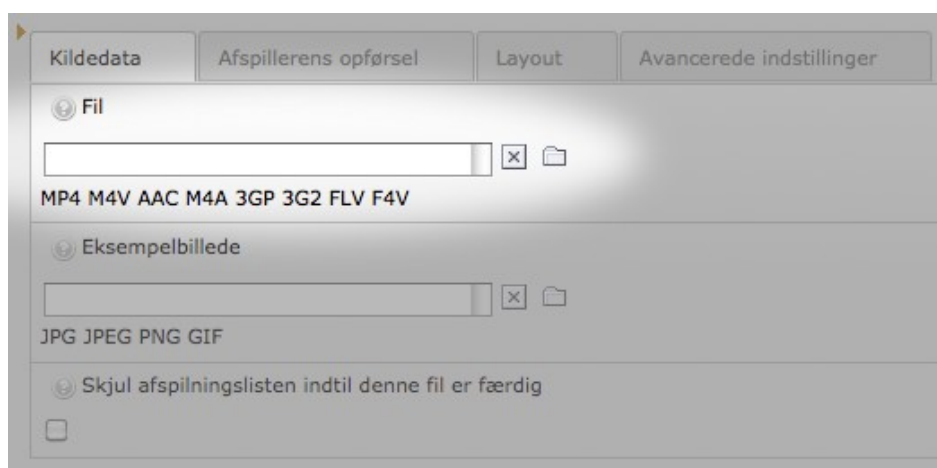 Kildedata Afspillerens opførsel Layout Avancerede indstillinger
Fil
MP4 M4V AAC M4A 3GP 3G2 FLV F4V
Eksempelbillede
JPG JPEG PNG GIF
Skjul afspilningslisten indtil denne fil er færdig